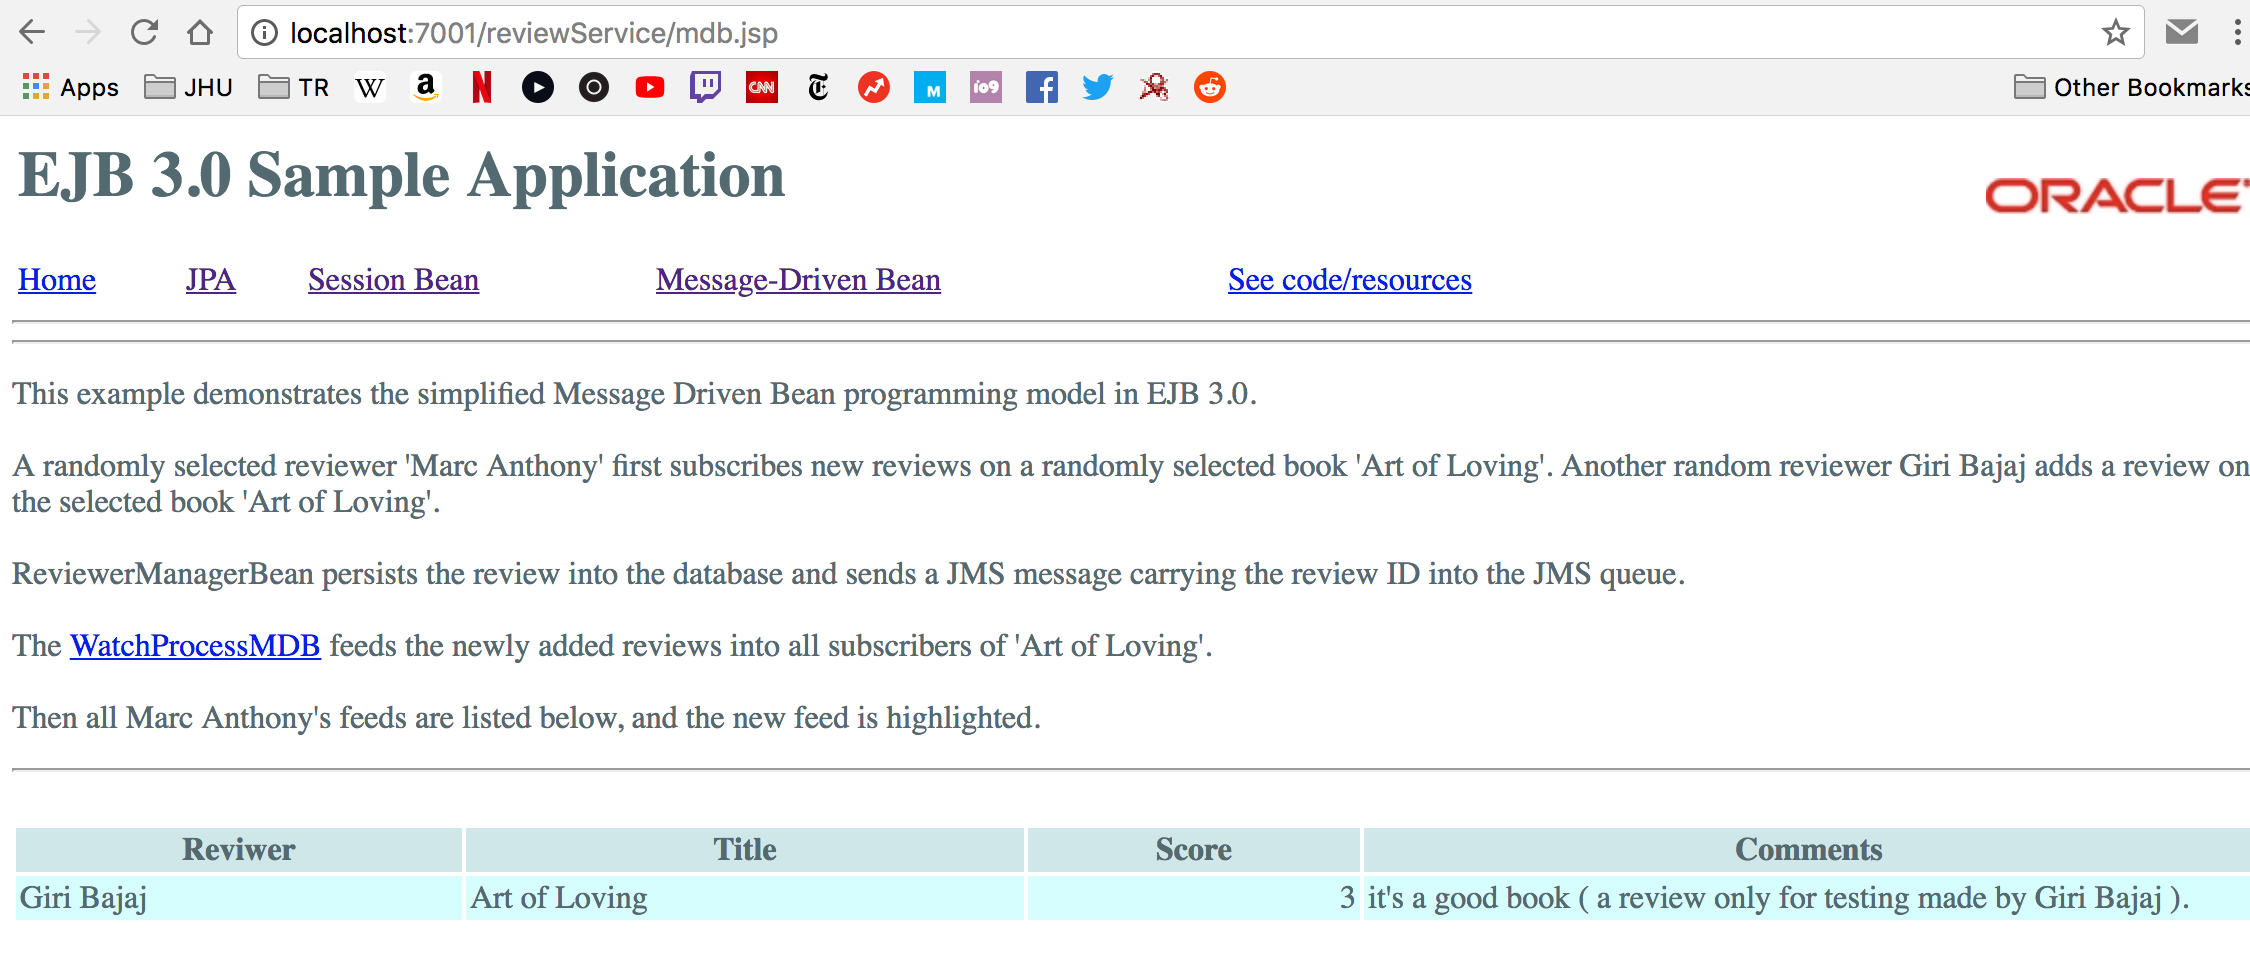 localhost:7001/reviewService/mdb.jsp
Apps JHU TR W a N CNN T M io9 f Other Bookmarks
EJB 3.0 Sample Application
ORACLE
Home JPA Session Bean Message-Driven Bean See code/resources
This example demonstrates the simplified Message Driven Bean programming model in EJB 3.0.
A randomly selected reviewer 'Marc Anthony' first subscribes new reviews on a randomly selected book 'Art of Loving'. Another random reviewer Giri Bajaj adds a review on
the selected book 'Art of Loving'.
ReviewerManagerBean persists the review into the database and sends a JMS message carrying the review ID into the JMS queue.
The WatchProcessMDB feeds the newly added reviews into all subscribers of 'Art of Loving'.
Then all Marc Anthony's feeds are listed below, and the new feed is highlighted.
Reviwer Title Score Comments
Giri Bajaj Art of Loving 3 it's a good book ( a review only for testing made by Giri Bajaj ).